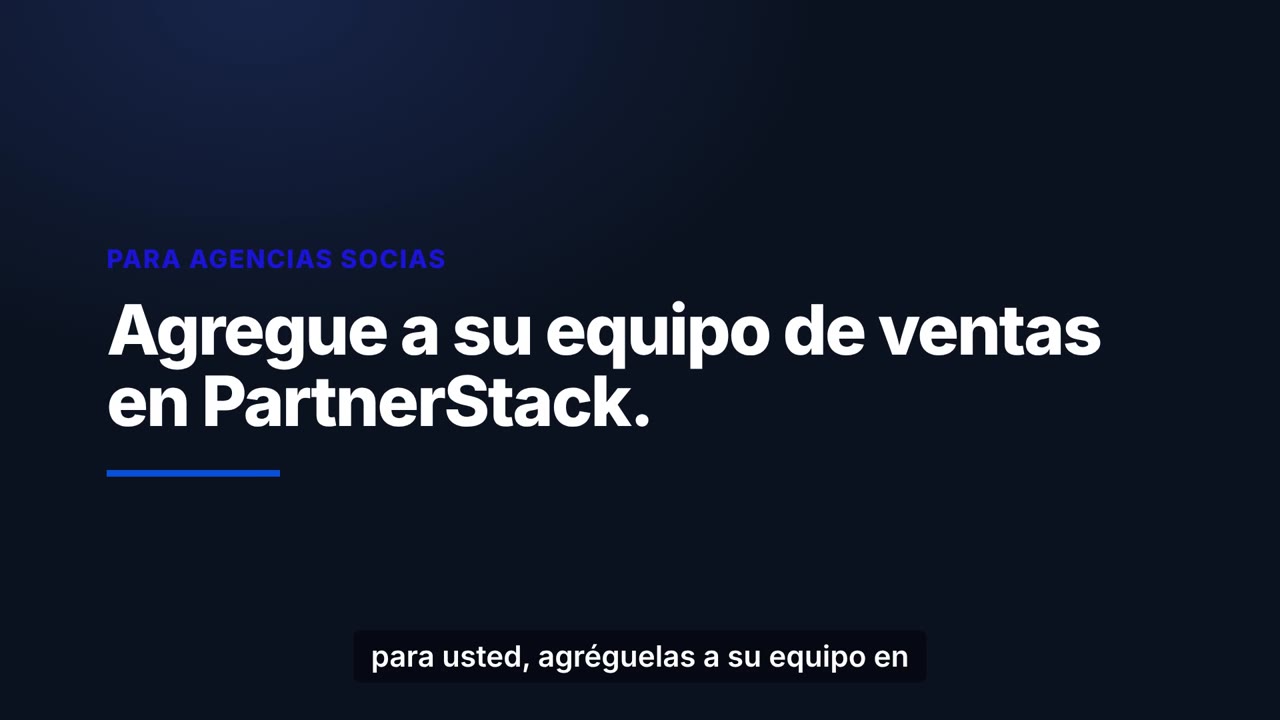 PARA AGENCIAS SOCIAS
Agregue a su equipo de ventas
en PartnerStack.
para usted, agréguelas a su equipo en